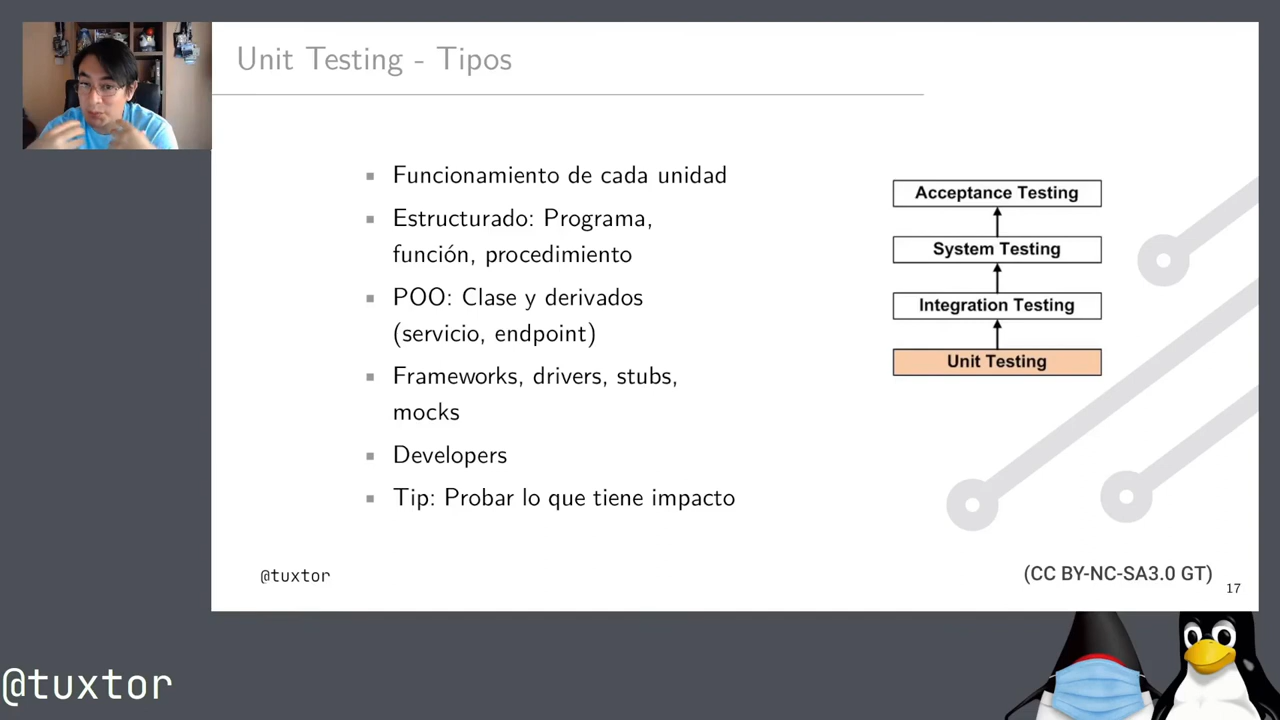 Unit Testing - Tipos
Funcionamiento de cada unidad
Estructurado: Programa,
función, procedimiento
POO: Clase y derivados
(servicio, endpoint)
Frameworks, drivers, stubs,
mocks
Developers
Tip: Probar lo que tiene impacto
Acceptance Testing
System Testing
Integration Testing
Unit Testing
@tuxtor
(CC BY-NC-SA3.0 GT)
17
@tuxtor